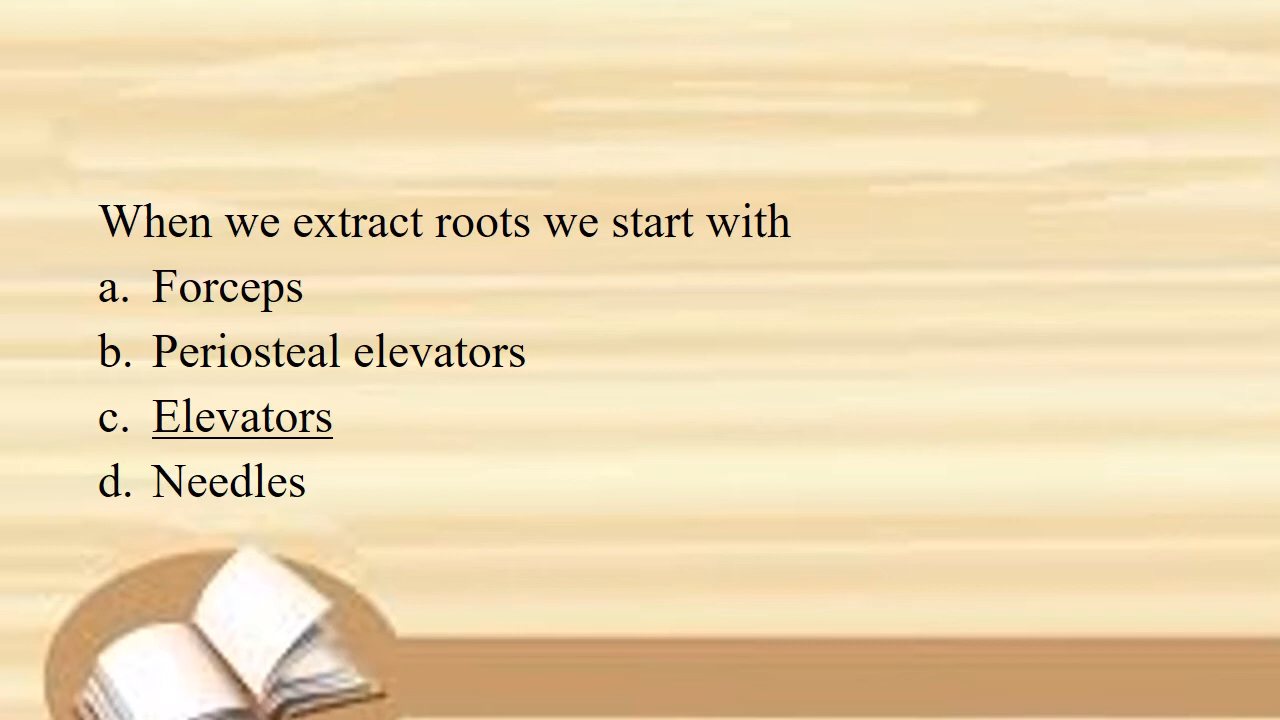 When we extract roots we start with
a. Forceps
b. Periosteal elevators
c. Elevators
d. Needles